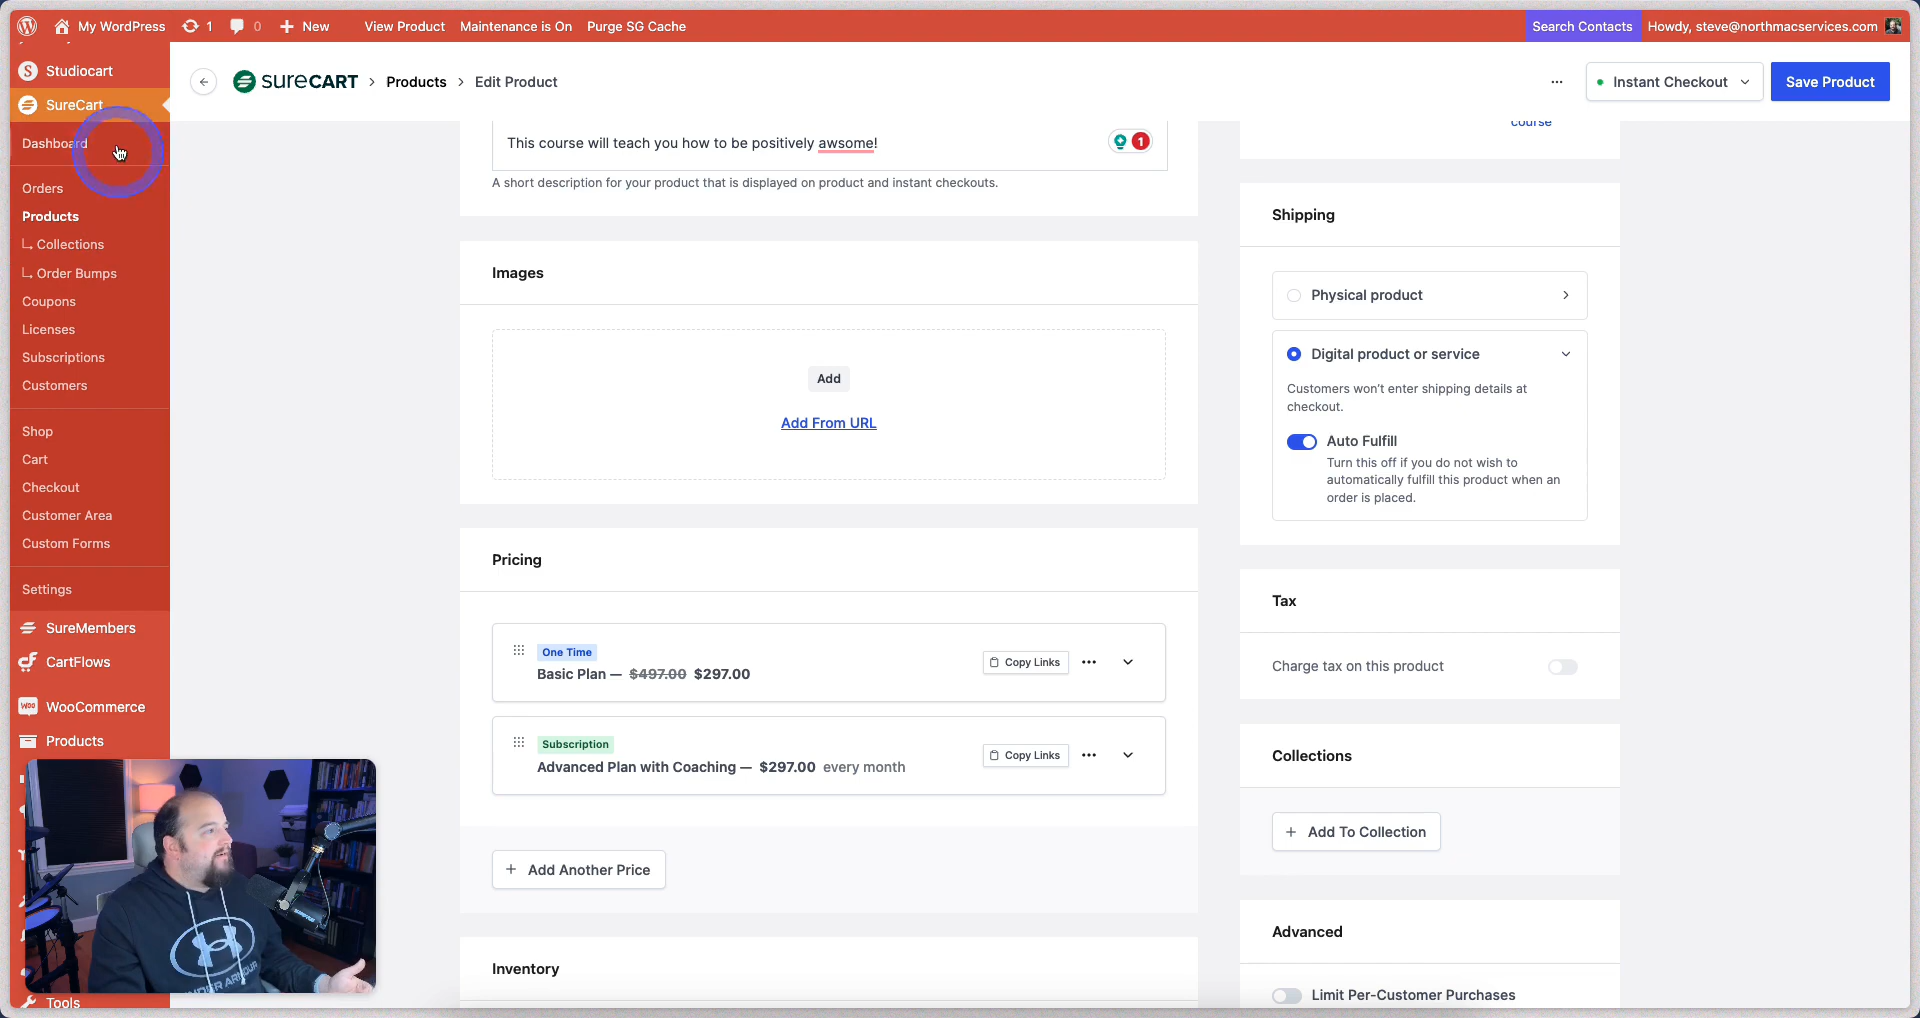 My WordPress
1
0
New
View Product
Maintenance is On
Purge SG Cache
Search Contacts
Howdy, steve@northmacservices.com
S
Studiocart
SureCart
Dashboard
Orders
Products
Collections
Order Bumps
Coupons
Licenses
Subscriptions
Customers
Shop
Cart
Checkout
Customer Area
Custom Forms
Settings
SureMembers
CartFlows
Woo
WooCommerce
Products
Tools
SURECART
Products
Edit Product
Instant Checkout
Save Product
This course will teach you how to be positively awsome!
1
A short description for your product that is displayed on product and instant checkouts.
Images
Add
Add From URL
Pricing
One Time
Basic Plan — $497.00 $297.00
Copy Links
Subscription
Advanced Plan with Coaching — $297.00 every month
Copy Links
Add Another Price
Inventory
course
Shipping
Physical product
Digital product or service
Customers won't enter shipping details at
checkout.
Auto Fulfill
Turn this off if you do not wish to
automatically fulfill this product when an
order is placed.
Tax
Charge tax on this product
Collections
Add To Collection
Advanced
Limit Per-Customer Purchases
UNDER ARMOUR